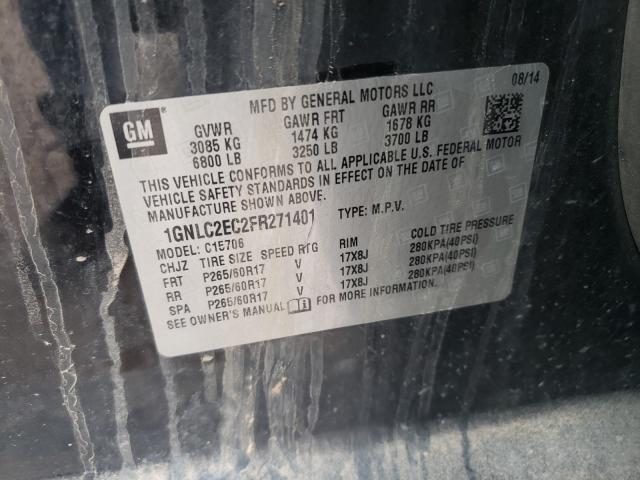 GM
MFD BY GENERAL MOTORS LLC
08/14
GVWR GAWR FRT GAWR RR
3085 KG 1474 KG 1678 KG
6800 LB 3250 LB 3700 LB
THIS VEHICLE CONFORMS TO ALL APPLICABLE U.S. FEDERAL MOTOR
VEHICLE SAFETY STANDARDS IN EFFECT ON THE DATE OF
MANUFACTURE SHOWN ABOVE.
1GNLC2EC2FR271401 TYPE: M.P.V.
MODEL: C15706
CHJZ TIRE SIZE SPEED RTG RIM COLD TIRE PRESSURE
FRT P265/60R17 V 17X8J 280KPA(40PSI)
RR P265/60R17 V 17X8J 280KPA(40PSI)
SPA P265/60R17 V 17X8J 280KPA(40PSI)
SEE OWNER'S MANUAL FOR MORE INFORMATION.